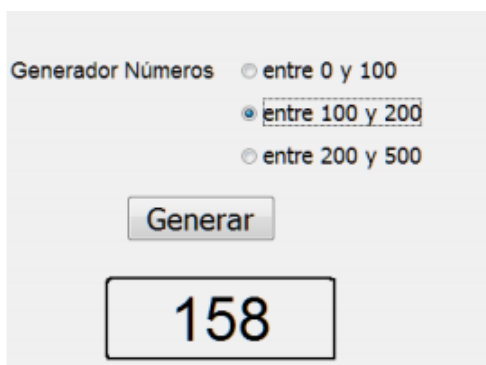 Generador Números entre 0 y 100
entre 100 y 200
entre 200 y 500
Generar
158